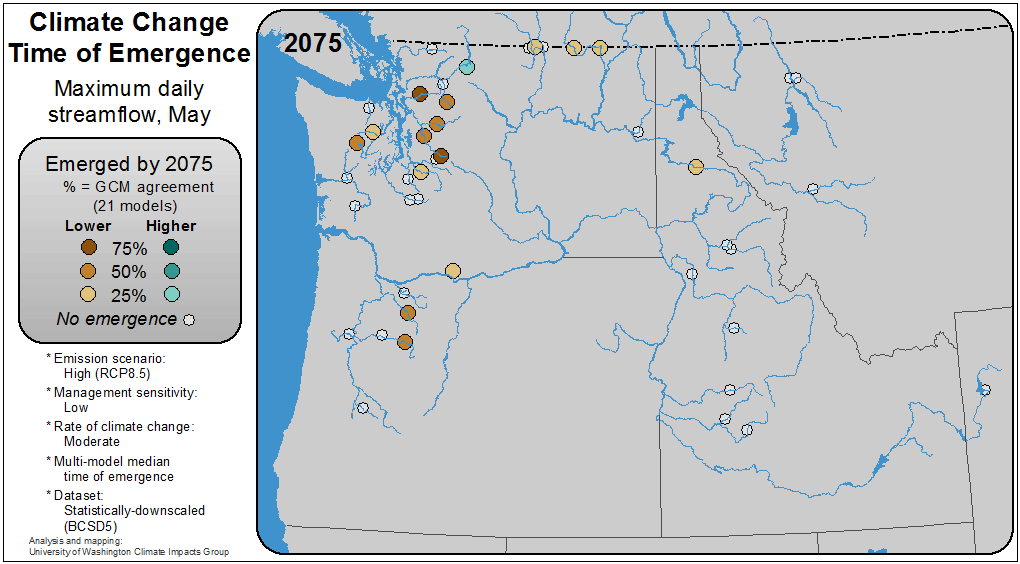 Climate Change
Time of Emergence
Maximum daily
streamflow, May
Emerged by 2075
% = GCM agreement
(21 models)
Lower Higher
75%
50%
25%
No emergence
* Emission scenario:
High (RCP8.5)
* Management sensitivity:
Low
* Rate of climate change:
Moderate
* Multi-model median
time of emergence
* Dataset:
Statistically-downscaled
(BCSD5)
Analysis and mapping:
University of Washington Climate Impacts Group
2075